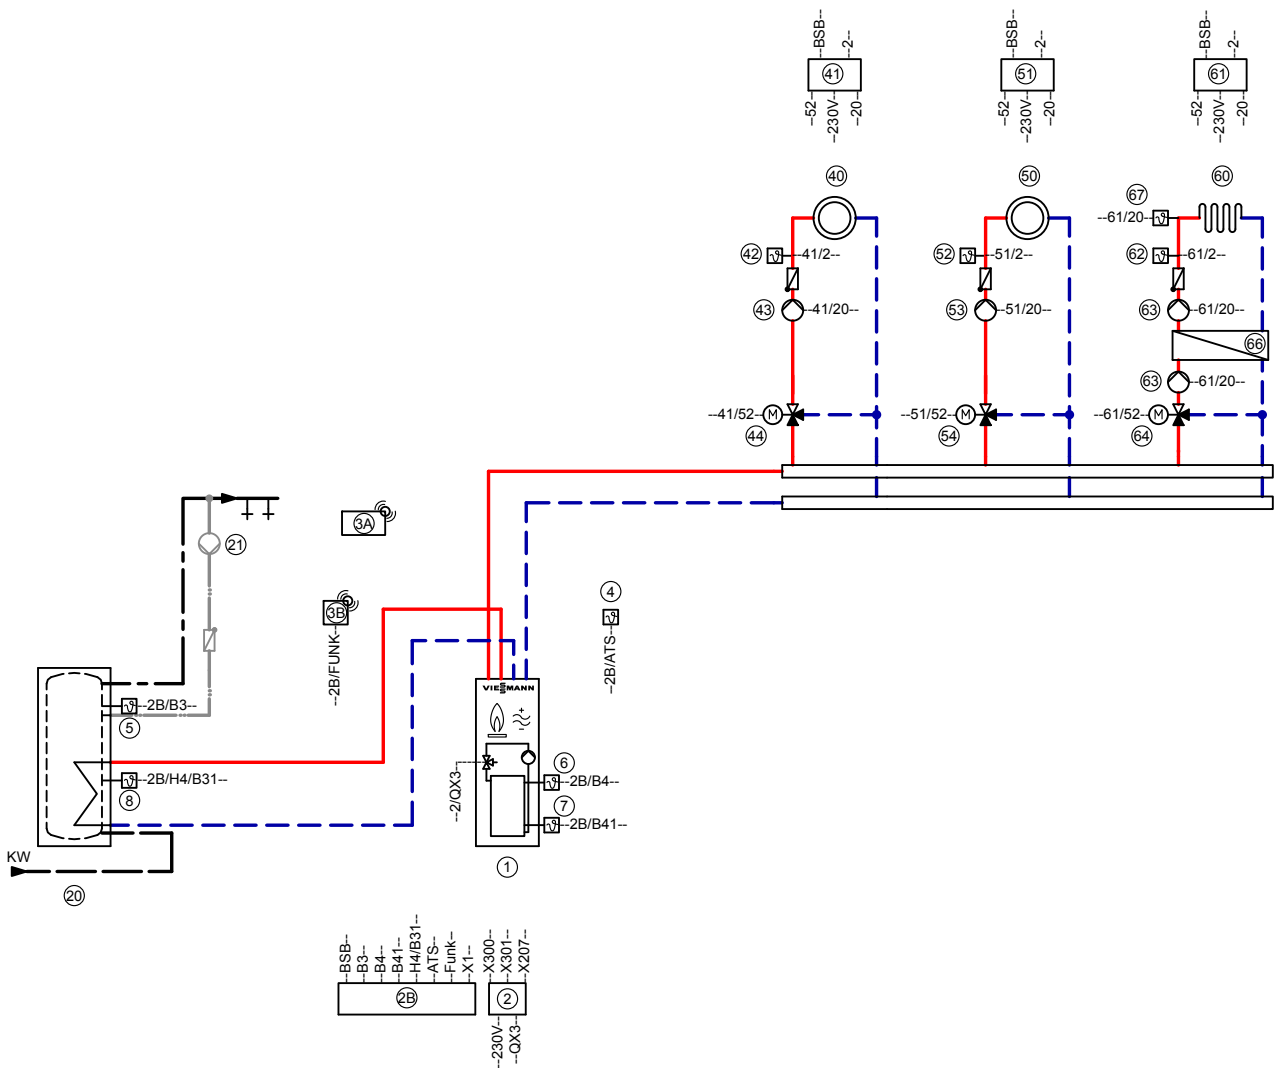 --BSB-- --2-- --BSB-- --2-- --BSB-- --2--
41 51 61
--52-- --230V-- --20-- --52-- --230V-- --20-- --52-- --230V-- --20--
40 50 60
67
--61/20--
42 --41/2-- 52 --51/2-- 62 --61/2--
43 --41/20-- 53 --51/20-- 63 --61/20--
66
63 --61/20--
--41/52-- M --51/52-- M --61/52-- M
44 54 64
3A
21
4
3B
--2B/FUNK--
--2B/ATS--
VIESMANN
--2B/B3--
5
6
--2B/H4/B31--
8
--2/QX3--
--2B/B4--
7
--2B/B41--
KW
1
20
--BSB-- --B3-- --B4-- --B41-- --H4/B31-- --ATS-- --Funk-- --X1-- --X300-- --X301-- --X207--
2B 2
--230V-- --QX3--